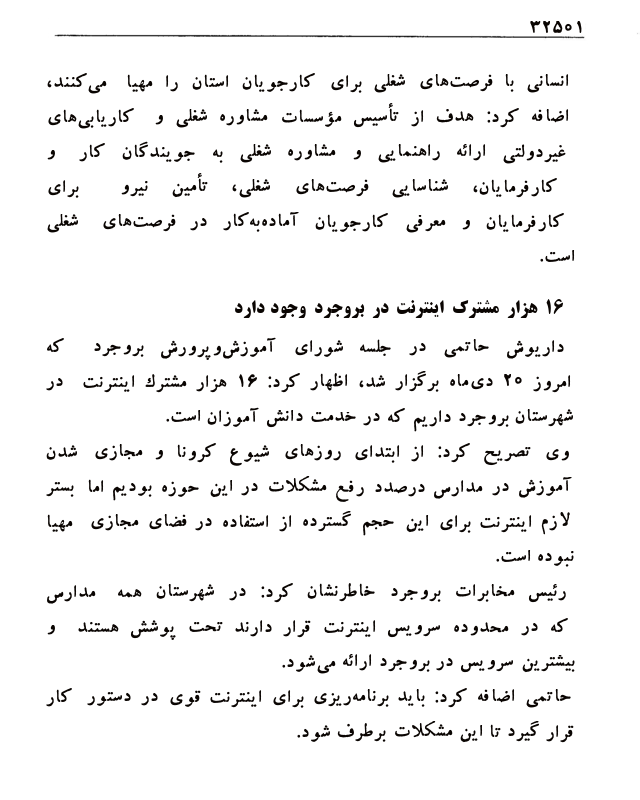 ۳۲۵۰۱
انسانی با فرصت‌های شغلی برای کارجویان استان را مهیا می‌کنند،
اضافه کرد: هدف از تأسیس مؤسسات مشاوره شغلی و کاریابی‌های
غیردولتی ارائه راهنمایی و مشاوره شغلی به جویندگان کار و
کارفرمایان، شناسایی فرصت‌های شغلی، تأمین نیرو برای
کارفرمایان و معرفی کارجویان آماده‌به‌کار در فرصت‌های شغلی
است.
۱۶ هزار مشترک اینترنت در بروجرد وجود دارد
داریوش حاتمی در جلسه شورای آموزش‌وپرورش بروجرد که
امروز ۲۰ دی‌ماه برگزار شد، اظهار کرد: ۱۶ هزار مشترك اینترنت در
شهرستان بروجرد داریم که در خدمت دانش آموزان است.
وی تصریح کرد: از ابتدای روزهای شیوع کرونا و مجازی شدن
آموزش در مدارس درصدد رفع مشکلات در این حوزه بودیم اما بستر
لازم اینترنت برای این حجم گسترده از استفاده در فضای مجازی مهیا
نبوده است.
رئیس مخابرات بروجرد خاطرنشان کرد: در شهرستان همه مدارس
که در محدوده سرویس اینترنت قرار دارند تحت پوشش هستند و
بیشترین سرویس در بروجرد ارائه می‌شود.
حاتمی اضافه کرد: باید برنامه‌ریزی برای اینترنت قوی در دستور کار
قرار گیرد تا این مشکلات برطرف شود.